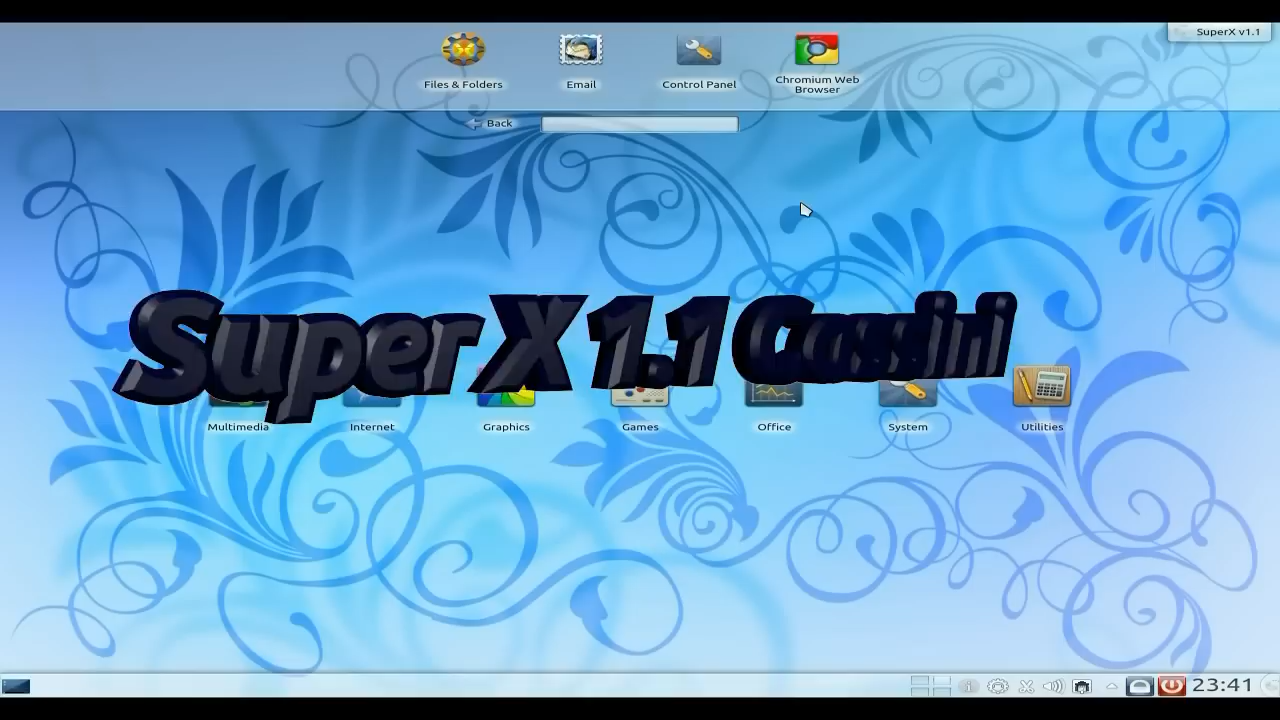 SuperX v1.1
Files & Folders
Email
Control Panel
Chromium Web
Browser
Back
Super X 1.1 Cassini
Multimedia
Internet
Graphics
Games
Office
System
Utilities
23:41